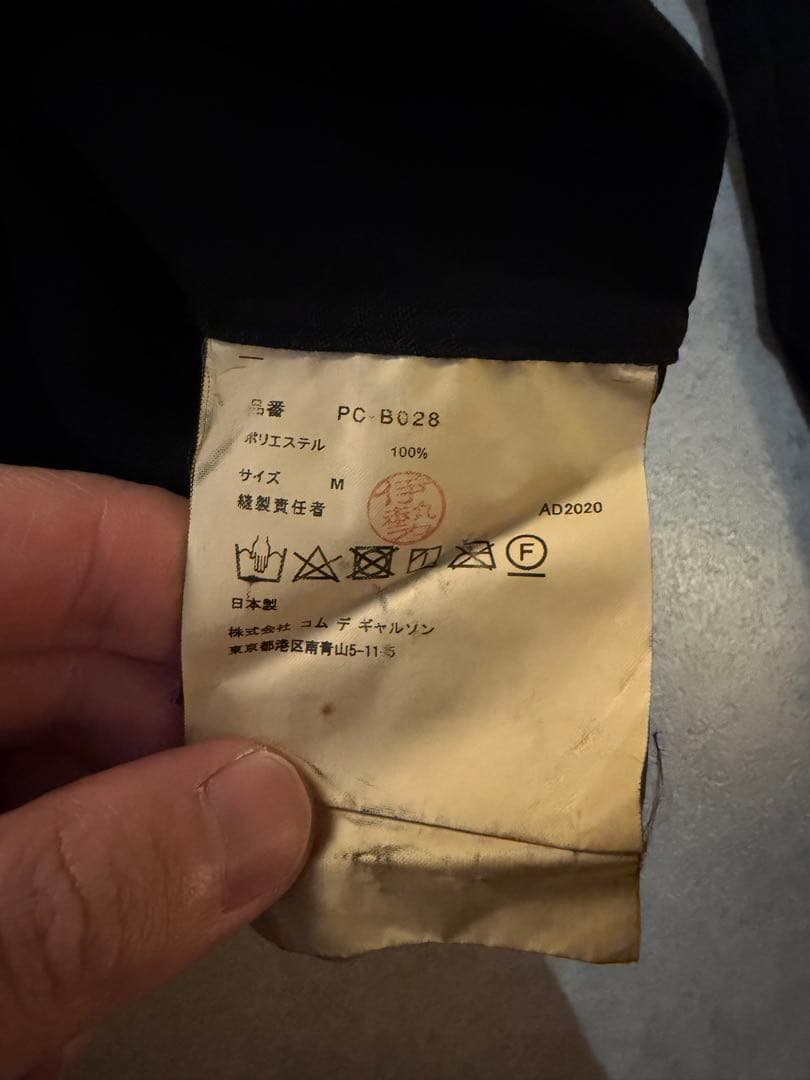 品番 PC-B028
ポリエステル 100%
サイズ M
縫製責任者 伊勢 AD2020
F
日本製
株式会社 コム デ ギャルソン
東京都港区南青山5-11-5